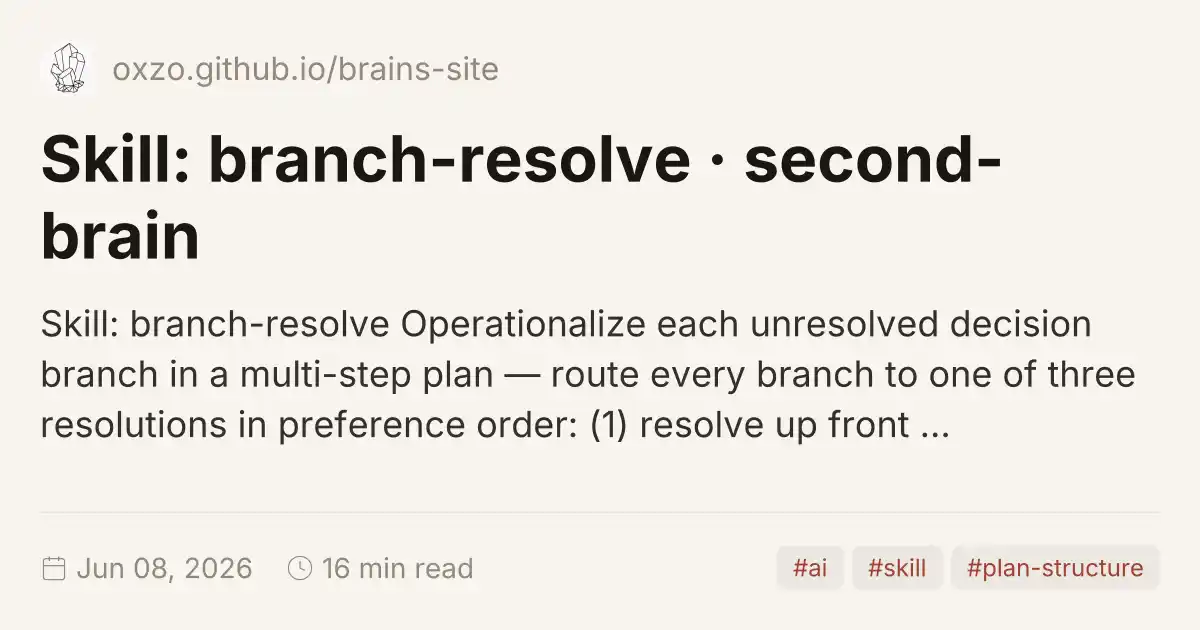 oxzo.github.io/brains-site
Skill: branch-resolve · second-
brain
Skill: branch-resolve Operationalize each unresolved decision
branch in a multi-step plan — route every branch to one of three
resolutions in preference order: (1) resolve up front ...
Jun 08, 2026 16 min read #ai #skill #plan-structure